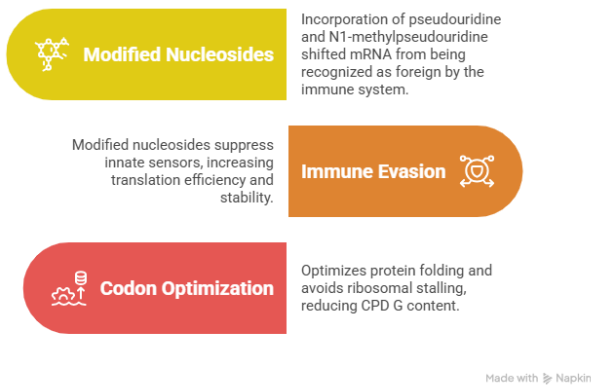 Modified Nucleosides
Incorporation of pseudouridine
and N1-methylpseudouridine
shifted mRNA from being
recognized as foreign by the
immune system.
Modified nucleosides suppress
innate sensors, increasing
translation efficiency and
stability.
Immune Evasion
Codon Optimization
Optimizes protein folding and
avoids ribosomal stalling,
reducing CPD G content.
Made with Napkin